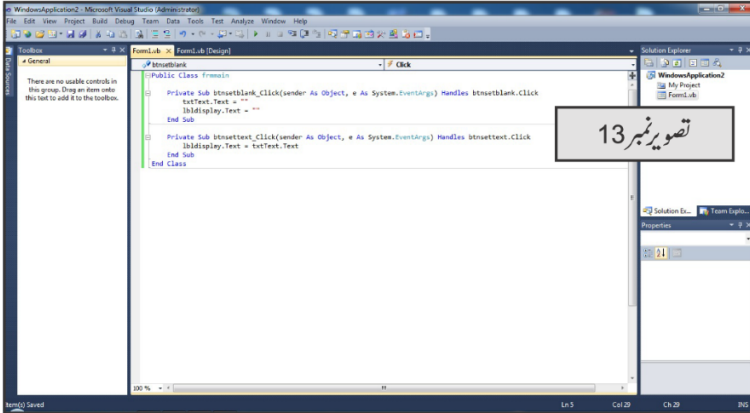 WindowsApplication2 - Microsoft Visual Studio (Administrator)
File Edit View Project Build Debug Team Data Tools Test Analyze Window Help
Toolbox
General
There are no usable controls in
this group. Drag an item onto
this text to add it to the toolbox.
Data Sources
Form1.vb Form1.vb [Design]
btnsetblank Click
Public Class frmmain
Private Sub btnsetblank_Click(sender As Object, e As System.EventArgs) Handles btnsetblank.Click
txtText.Text = ""
lbldisplay.Text = ""
End Sub
Private Sub btnsettext_Click(sender As Object, e As System.EventArgs) Handles btnsettext.Click
lbldisplay.Text = txtText.Text
End Sub
End Class
100 %
Solution Explorer
WindowsApplication2
My Project
Form1.vb
تصویر نمبر 13
Solution Ex... Team Explo...
Properties
Item(s) Saved Ln 5 Col 29 Ch 29 INS